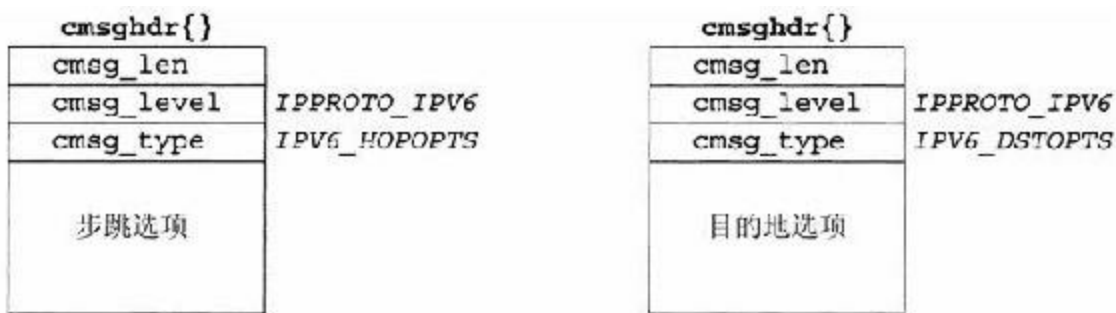 cmsghdr{}
cmsg_len
cmsg_level IPPROTO_IPV6
cmsg_type IPV6_HOPOPTS
步跳选项
cmsghdr{}
cmsg_len
cmsg_level IPPROTO_IPV6
cmsg_type IPV6_DSTOPTS
目的地选项